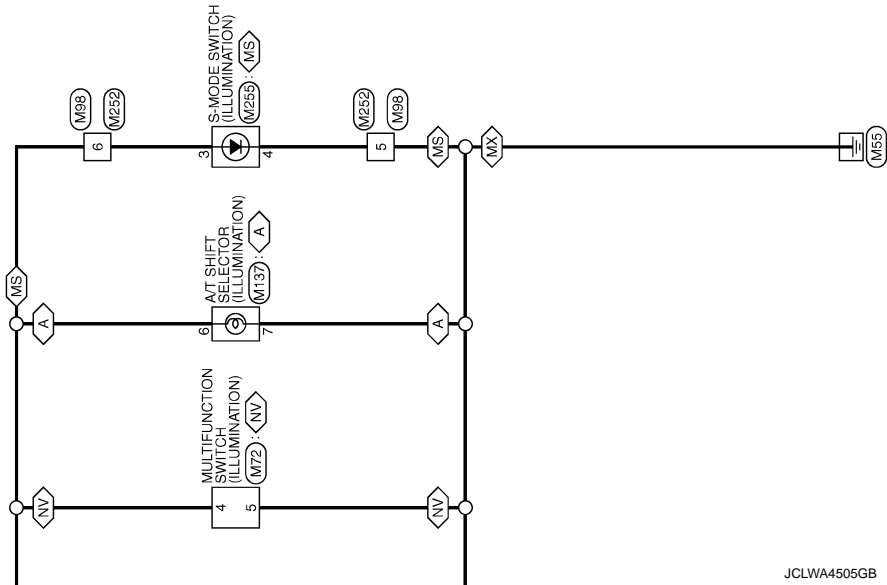 M98
M252
6
S-MODE SWITCH
(ILLUMINATION)
M255 : MS
3
4
M252
M98
5
MS
MX
M55
MS
A
A/T SHIFT
SELECTOR
(ILLUMINATION)
M137 : A
6
7
A
NV
MULTIFUNCTION
SWITCH
(ILLUMINATION)
M72 : NV
4
5
NV
JCLWA4505GB